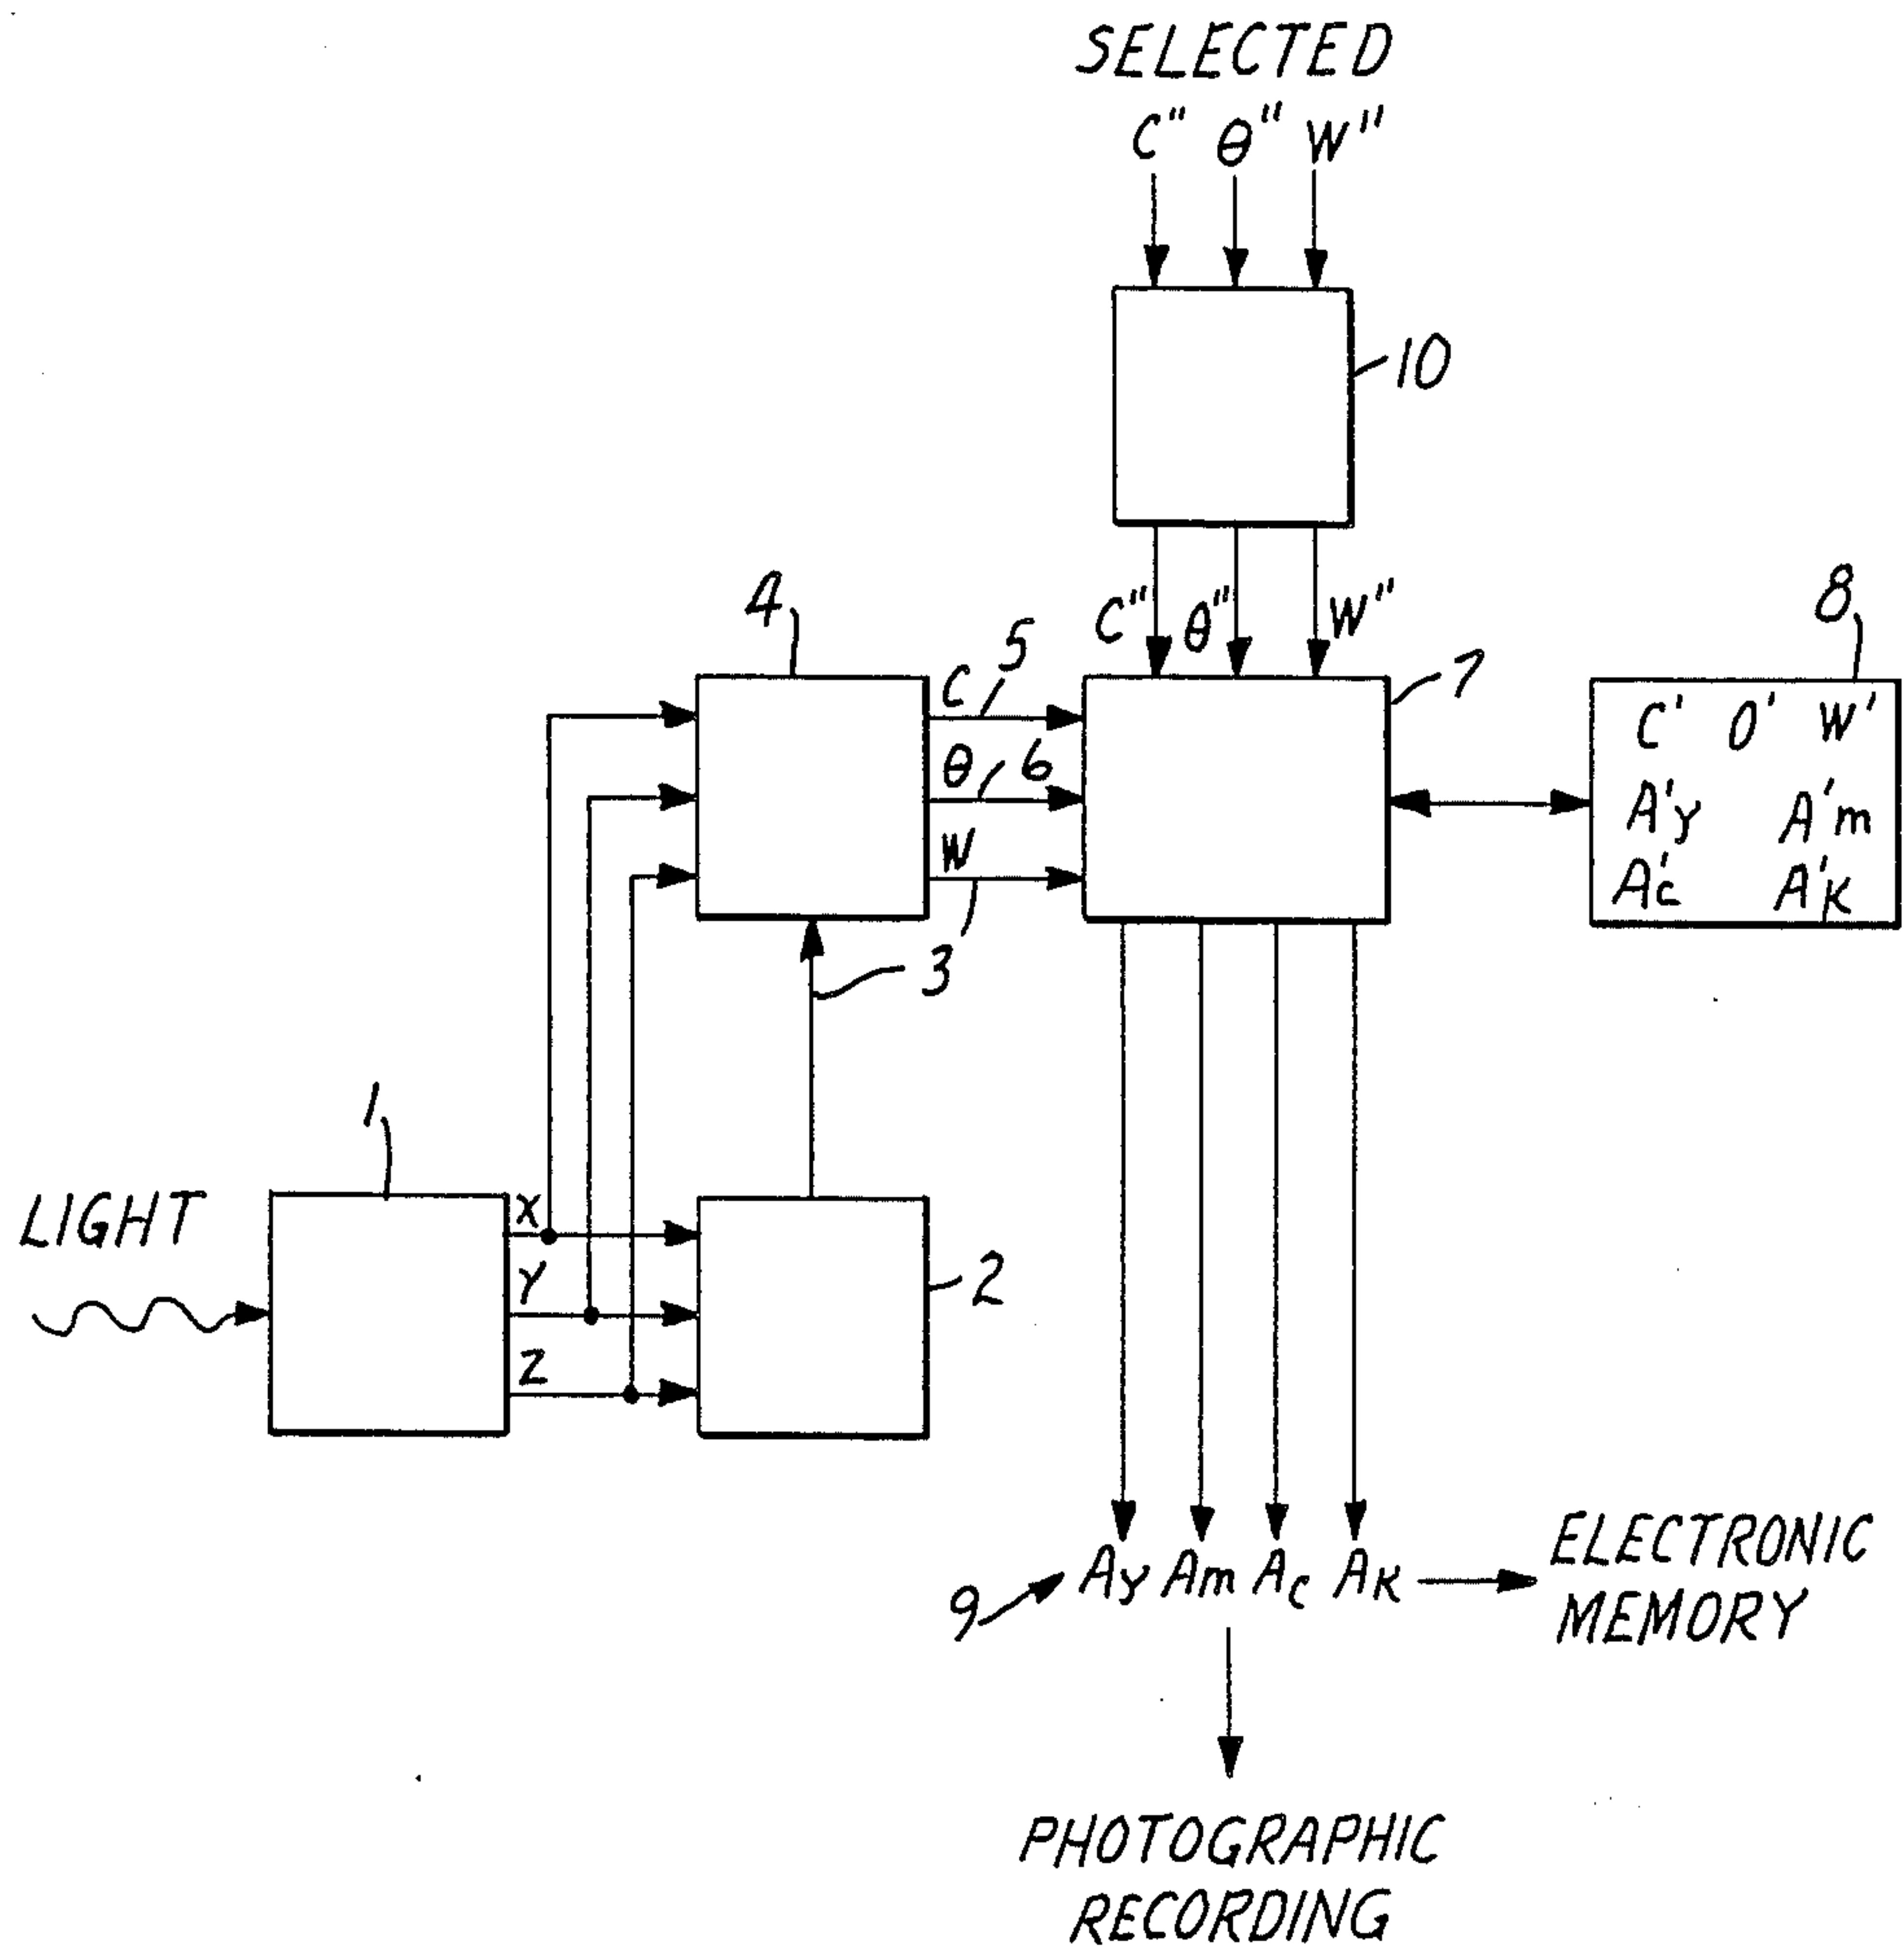 SELECTED
C" θ" W"
10
C" θ" W"
4
5
7
8
C
θ
6
W
3
C' O' W'
A'y A'm
A'c A'K
1
LIGHT
X
Y
Z
2
9
Ay Am Ac AK
ELECTRONIC
MEMORY
PHOTOGRAPHIC
RECORDING